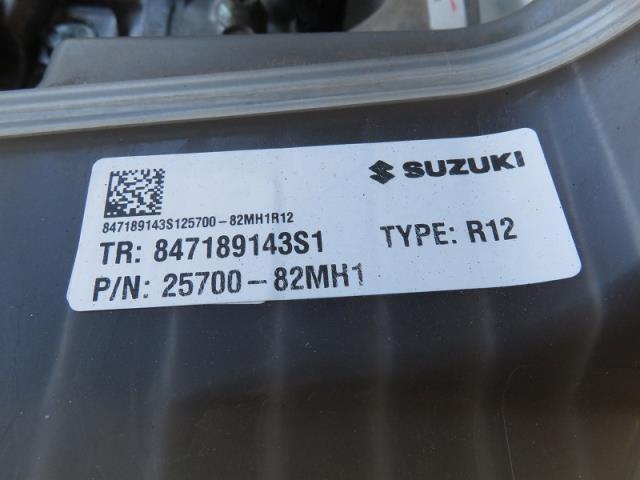 SUZUKI
847189143S125700-82MH1R12
TR: 847189143S1 TYPE: R12
P/N: 25700-82MH1